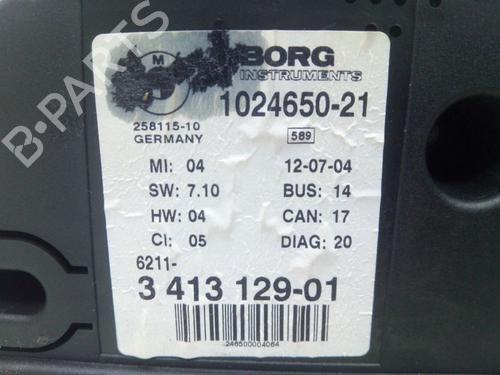 M
BORG
INSTRUMENTS
1024650-21
258115-10
GERMANY
589
MI: 04
12-07-04
SW: 7.10
BUS: 14
HW: 04
CAN: 17
CI: 05
DIAG: 20
6211-
3 413 129-01
246500004064
B-PARTS